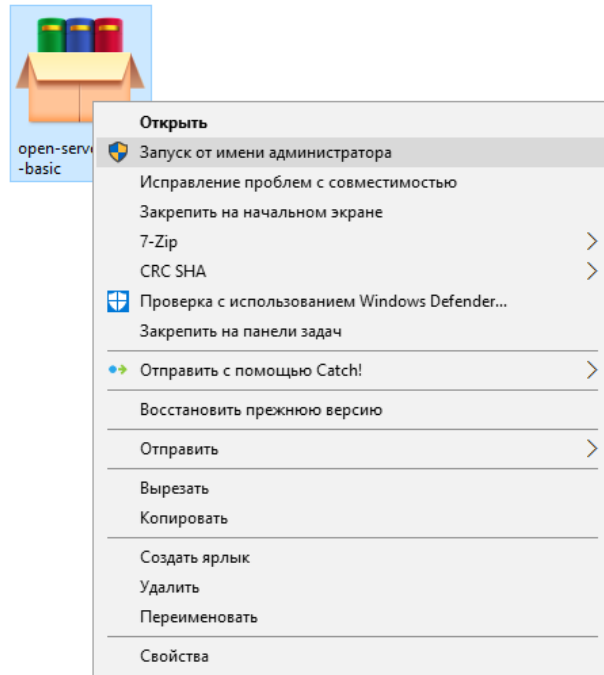 open-serv
-basic
Открыть
Запуск от имени администратора
Исправление проблем с совместимостью
Закрепить на начальном экране
7-Zip
CRC SHA
Проверка с использованием Windows Defender...
Закрепить на панели задач
Отправить с помощью Catch!
Восстановить прежнюю версию
Отправить
Вырезать
Копировать
Создать ярлык
Удалить
Переименовать
Свойства